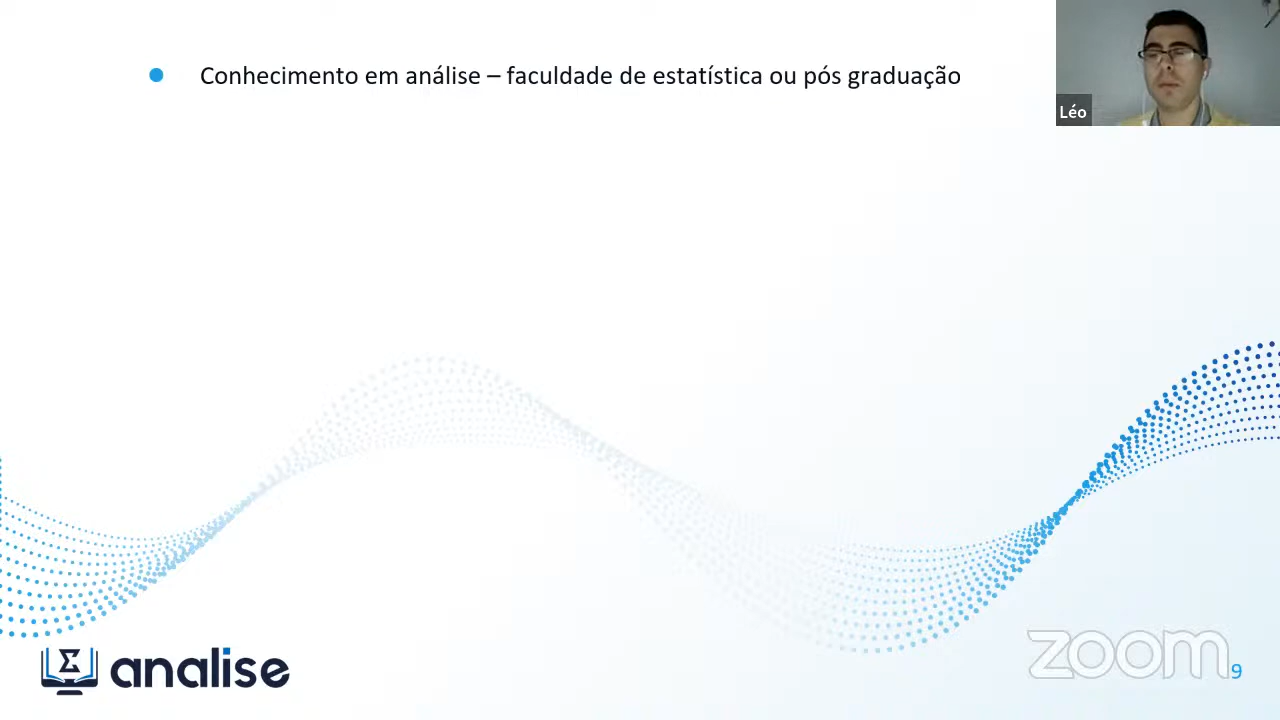 Conhecimento em análise – faculdade de estatística ou pós graduação
Léo
analise
zoom
9